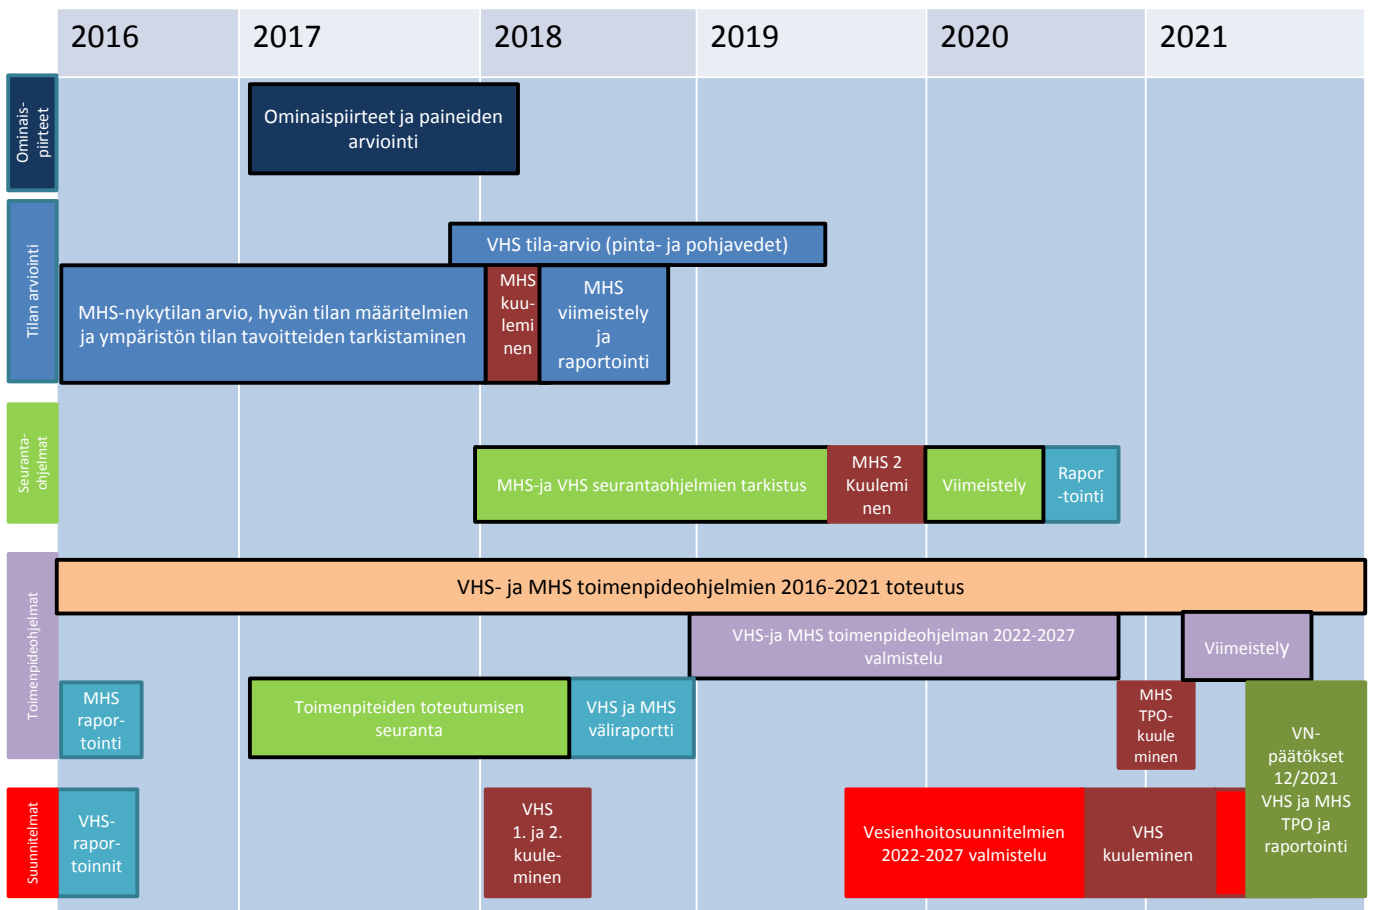 2016
2017
2018
2019
2020
2021
Ominais-
piirteet
Ominaispiirteet ja paineiden
arviointi
Tilan arviointi
VHS tila-arvio (pinta- ja pohjavedet)
MHS-nykytilan arvio, hyvän tilan määritelmien
ja ympäristön tilan tavoitteiden tarkistaminen
MHS
kuu-
lemi
nen
MHS
viimeistely
ja
raportointi
Seuranta-
ohjelmat
MHS-ja VHS seurantaohjelmien tarkistus
MHS 2
Kuulemi
nen
Viimeistely
Rapor
-tointi
Toimenpideohjelmat
VHS- ja MHS toimenpideohjelmien 2016-2021 toteutus
VHS-ja MHS toimenpideohjelman 2022-2027
valmistelu
Viimeistely
MHS
rapor-
tointi
Toimenpiteiden toteutumisen
seuranta
VHS ja MHS
väliraportti
MHS
TPO-
kuule
minen
VN-
päätökset
12/2021
VHS ja MHS
TPO ja
raportointi
Suunnitelmat
VHS-
rapor-
toinnit
VHS
1. ja 2.
kuule-
minen
Vesienhoitosuunnitelmien
2022-2027 valmistelu
VHS
kuuleminen